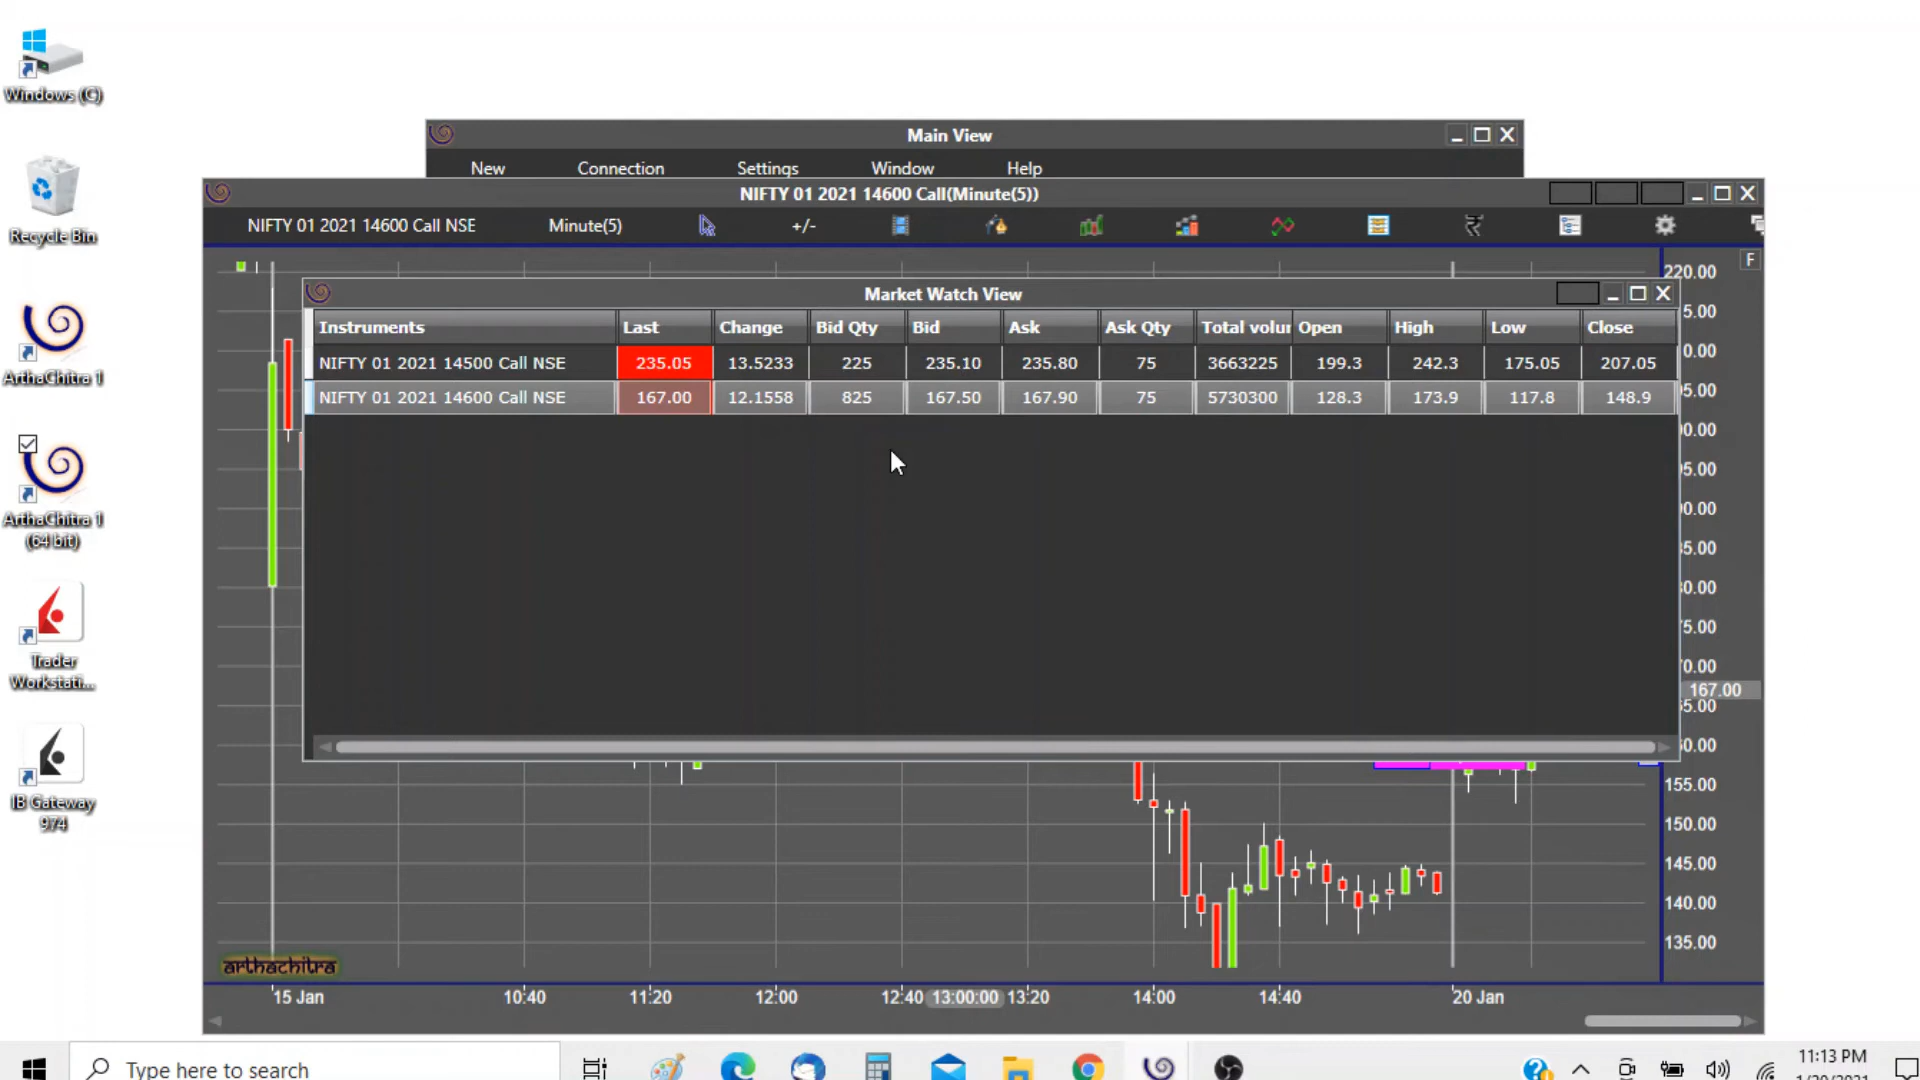 Windows (C)
Recycle Bin
ArthaChitra 1
ArthaChitra 1
(64 bit)
Trader
Workstati...
IB Gateway
974
Main View
New Connection Settings Window Help
NIFTY 01 2021 14600 Call(Minute(5))
NIFTY 01 2021 14600 Call NSE Minute(5) +/-
F
Market Watch View
Instruments Last Change Bid Qty Bid Ask Ask Qty Total volu Open High Low Close
NIFTY 01 2021 14500 Call NSE 235.05 13.5233 225 235.10 235.80 75 3663225 199.3 242.3 175.05 207.05
NIFTY 01 2021 14600 Call NSE 167.00 12.1558 825 167.50 167.90 75 5730300 128.3 173.9 117.8 148.9
220.00
167.00
155.00
150.00
145.00
140.00
135.00
arthachitra
15 Jan 10:40 11:20 12:00 12:40 13:00:00 13:20 14:00 14:40 20 Jan
Type here to search
11:13 PM